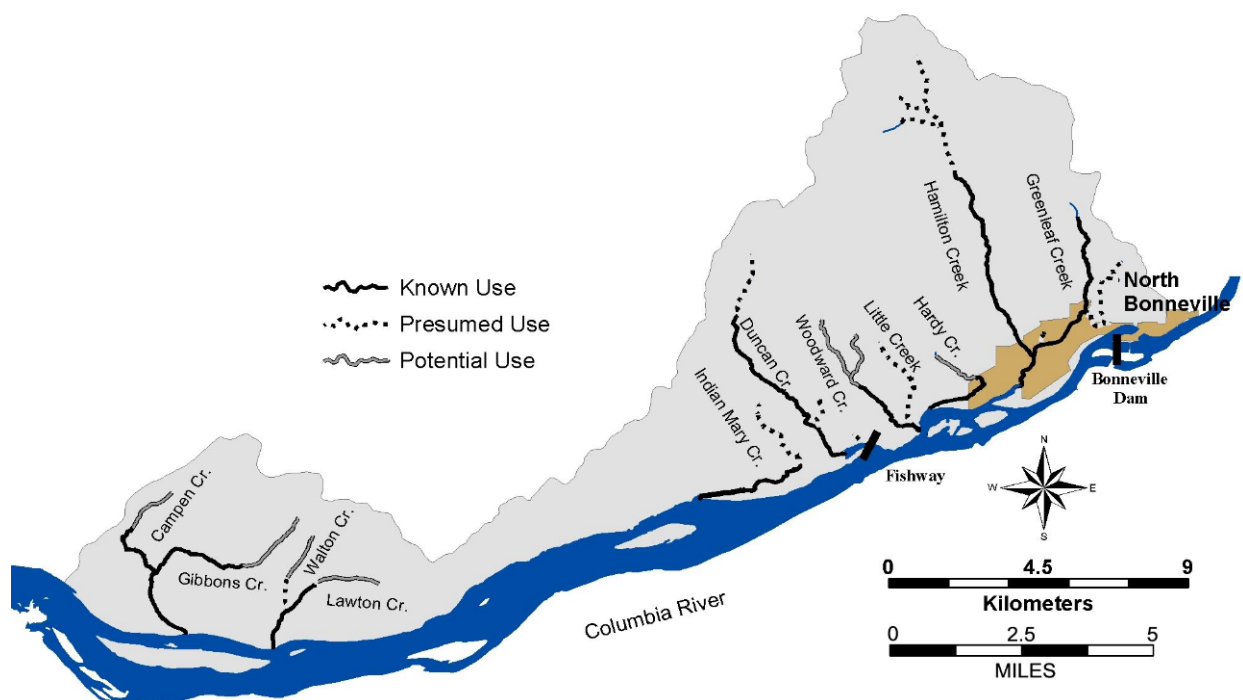 Known Use
Presumed Use
Potential Use
Hamilton Creek
Greenleaf Creek
North
Bonneville
Bonneville
Dam
Hardy Cr.
Little Creek
Woodward Cr.
Duncan Cr.
Indian Mary Cr.
Fishway
N
W
E
S
Campen Cr.
Gibbons Cr.
Walton Cr.
Lawton Cr.
Columbia River
0 4.5 9
Kilometers
0 2.5 5
MILES